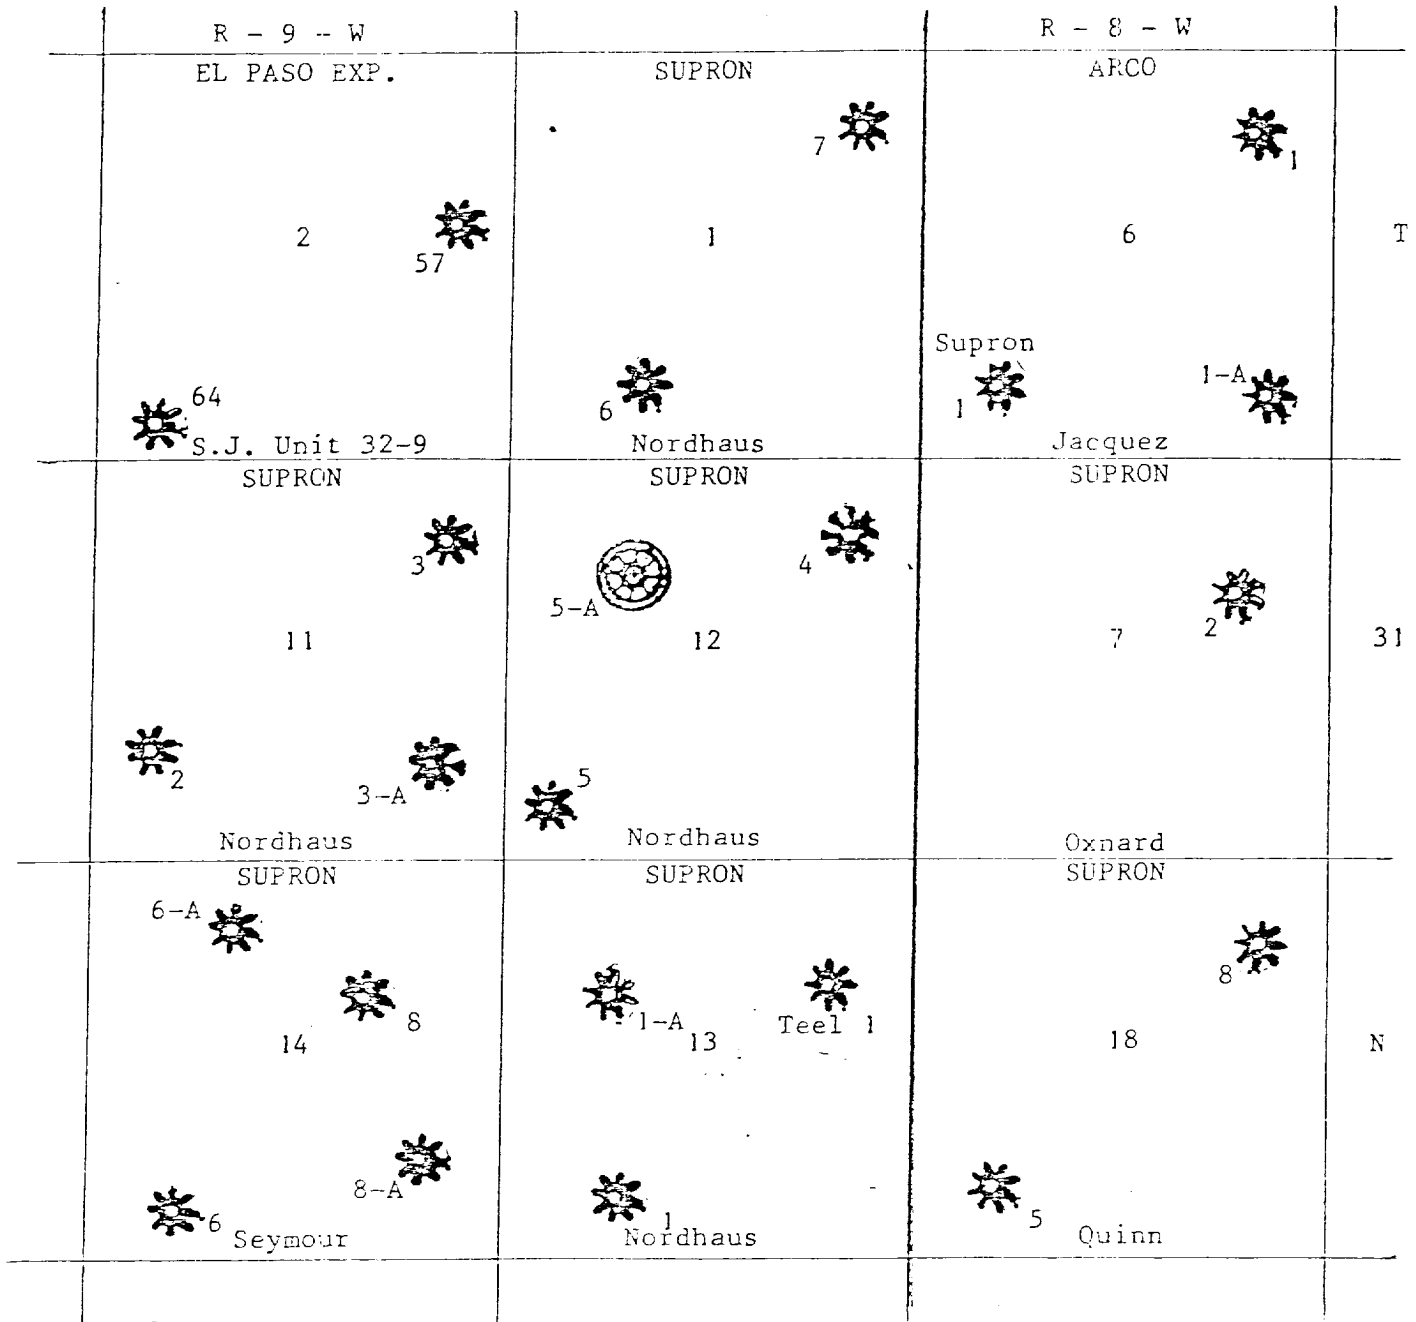 R - 9 - W R - 8 - W
EL PASO EXP. SUPRON ARCO
7 1
2 57 1 6 T
Supron
64 6 1 1-A
S.J. Unit 32-9 Nordhaus Jacquez
SUPRON SUPRON SUPRON
3 5-A 4 2
11 12 7 31
2 3-A 5
Nordhaus Nordhaus Oxnard
SUPRON SUPRON SUPRON
6-A 8
8 1-A Teel 1
14 13 18 N
8-A
6 1 5
Seymour Nordhaus Quinn